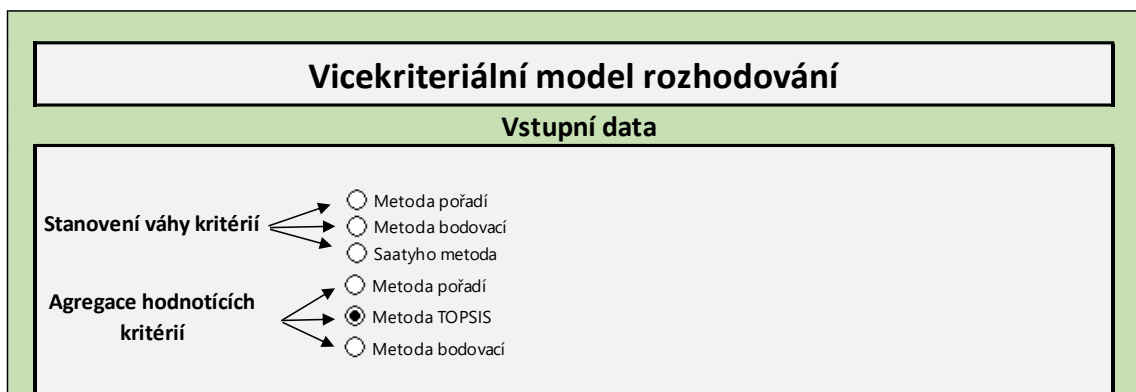 Vicekriteriální model rozhodování
Vstupní data
Stanovení váhy kritérií
Metoda pořadí
Metoda bodovací
Saatyho metoda
Agregace hodnotících
kritérií
Metoda pořadí
Metoda TOPSIS
Metoda bodovací